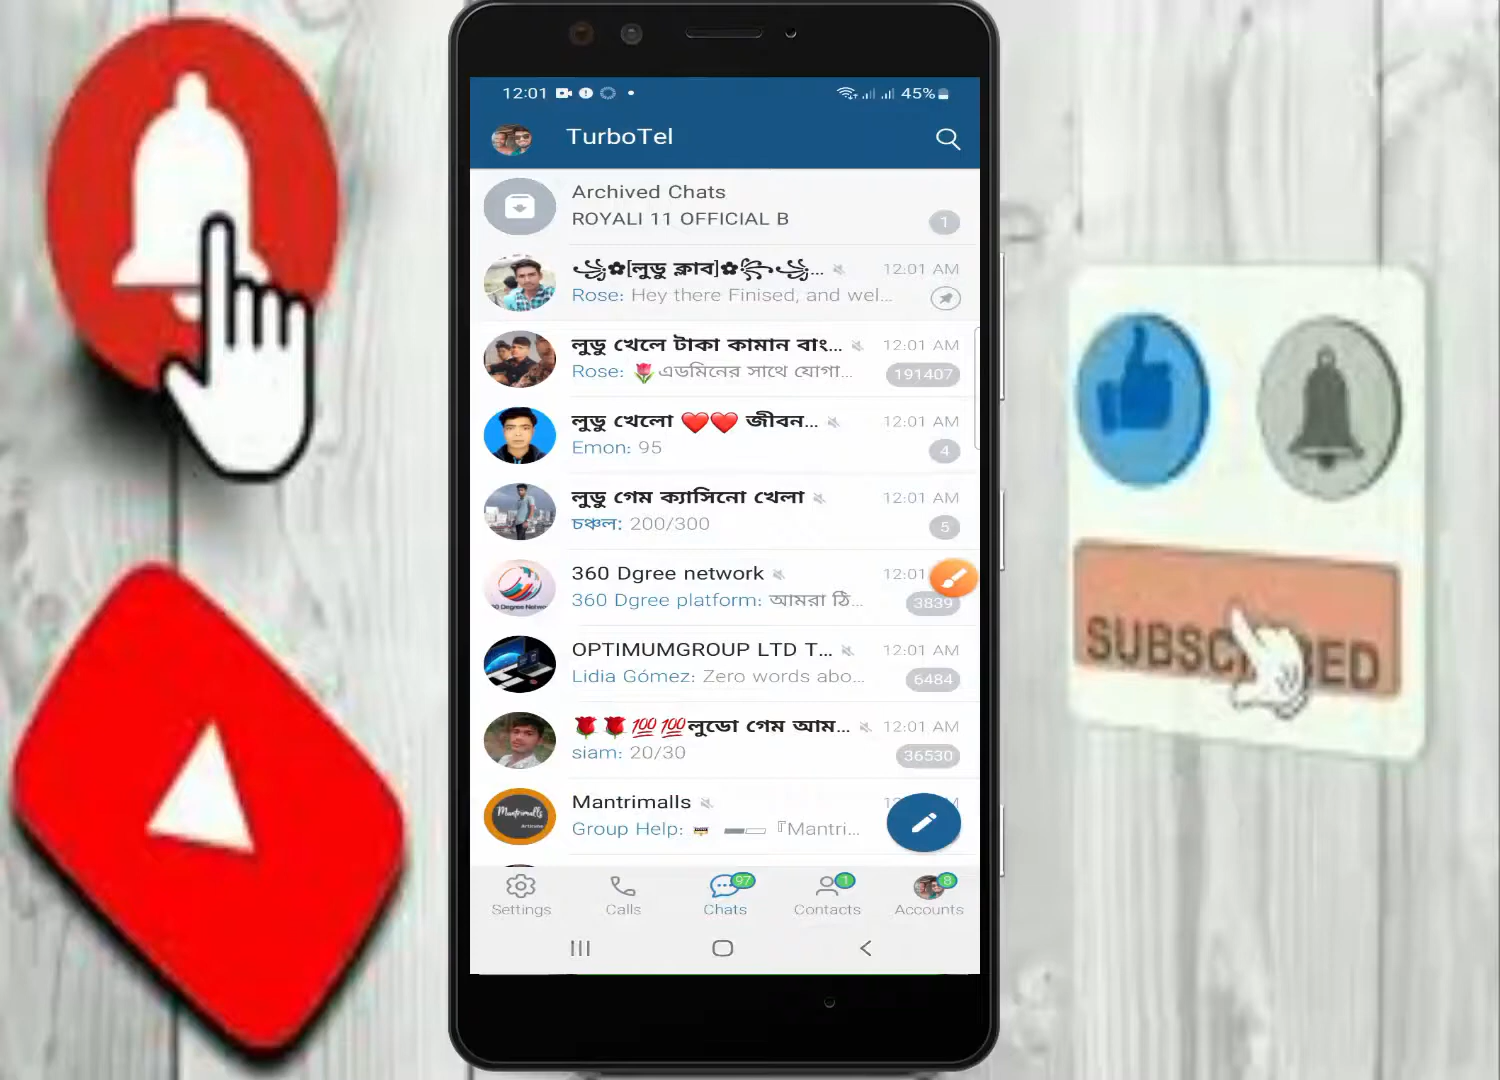 12:01
45%
TurboTel
Archived Chats
ROYALI 11 OFFICIAL B
1
[লুডু ক্লাব]
12:01 AM
Rose: Hey there Finised, and wel...
লুডু খেলে টাকা কামান বাং...
12:01 AM
Rose: 🌷এডমিনের সাথে যোগা...
191407
লুডু খেলো ❤️❤️ জীবন...
12:01 AM
Emon: 95
4
লুডু গেম ক্যাসিনো খেলা
12:01 AM
চঞ্চল: 200/300
5
360 Dgree network
12:01
360 Dgree platform: আমরা ঠি...
3839
OPTIMUMGROUP LTD T...
12:01 AM
Lidia Gómez: Zero words abo...
6484
🌹🌹💯💯লুডো গেম আম...
12:01 AM
siam: 20/30
36530
Mantrimalls
Mantrimalls
Group Help: 『Mantri...
97
1
8
Settings
Calls
Chats
Contacts
Accounts